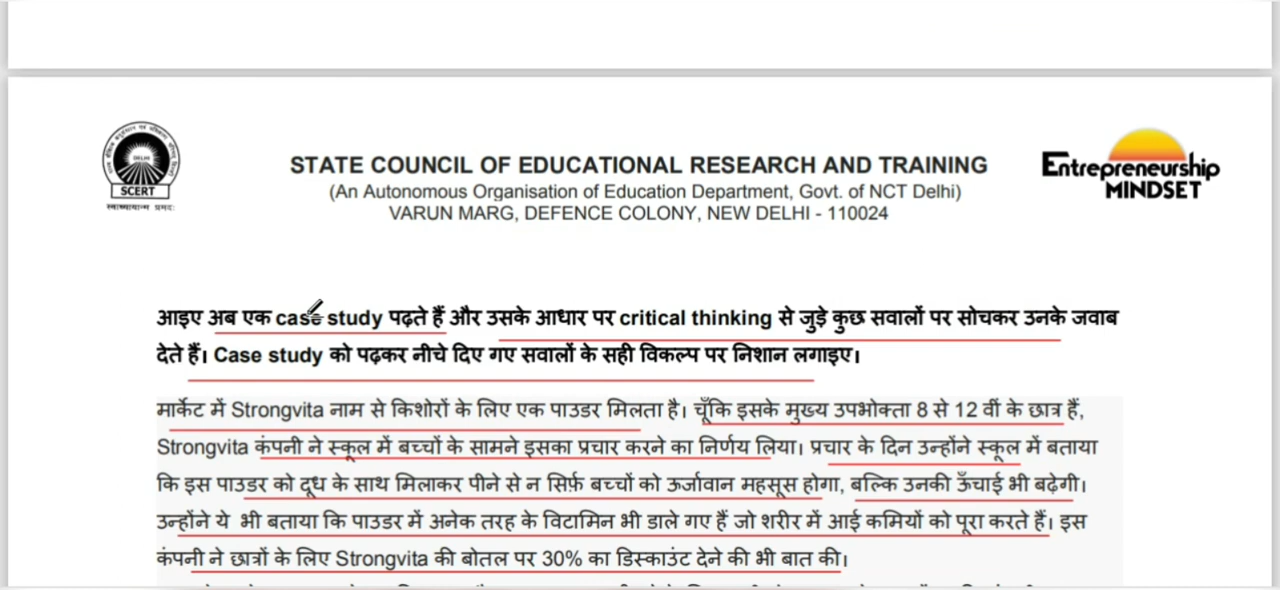 SCERT
STATE COUNCIL OF EDUCATIONAL RESEARCH AND TRAINING
(An Autonomous Organisation of Education Department, Govt. of NCT Delhi)
VARUN MARG, DEFENCE COLONY, NEW DELHI - 110024
Entrepreneurship
MINDSET
आइए अब एक case study पढ़ते हैं और उसके आधार पर critical thinking से जुड़े कुछ सवालों पर सोचकर उनके जवाब
देते हैं। Case study को पढ़कर नीचे दिए गए सवालों के सही विकल्प पर निशान लगाइए।
मार्केट में Strongvita नाम से किशोरों के लिए एक पाउडर मिलता है। चूँकि इसके मुख्य उपभोक्ता 8 से 12 वीं के छात्र हैं,
Strongvita कंपनी ने स्कूल में बच्चों के सामने इसका प्रचार करने का निर्णय लिया। प्रचार के दिन उन्होंने स्कूल में बताया
कि इस पाउडर को दूध के साथ मिलाकर पीने से न सिर्फ़ बच्चों को ऊर्जावान महसूस होगा, बल्कि उनकी ऊँचाई भी बढ़ेगी।
उन्होंने ये भी बताया कि पाउडर में अनेक तरह के विटामिन भी डाले गए हैं जो शरीर में आई कमियों को पूरा करते हैं। इस
कंपनी ने छात्रों के लिए Strongvita की बोतल पर 30% का डिस्काउंट देने की भी बात की।